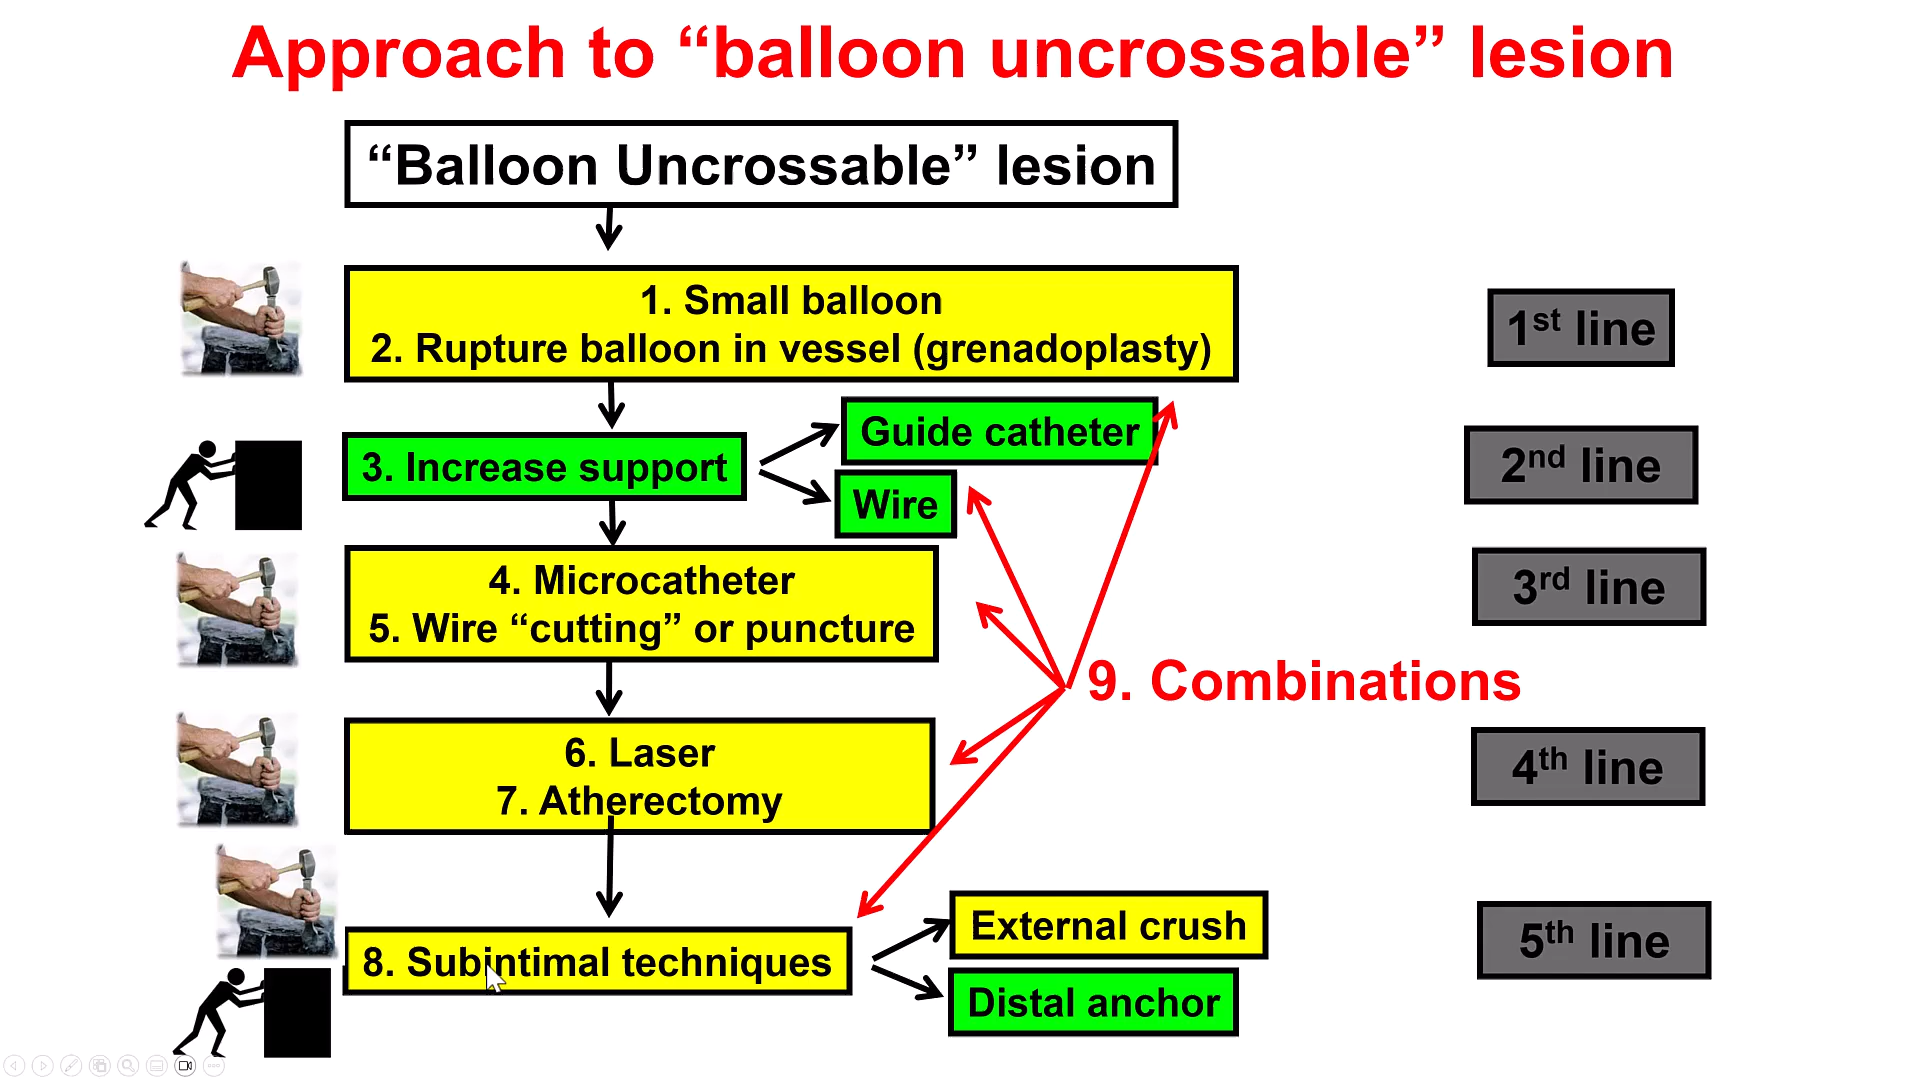 Approach to “balloon uncrossable” lesion
“Balloon Uncrossable” lesion
1. Small balloon
2. Rupture balloon in vessel (grenadoplasty)
1st line
3. Increase support
Guide catheter
Wire
2nd line
4. Microcatheter
5. Wire “cutting” or puncture
3rd line
9. Combinations
6. Laser
7. Atherectomy
4th line
8. Subintimal techniques
External crush
Distal anchor
5th line